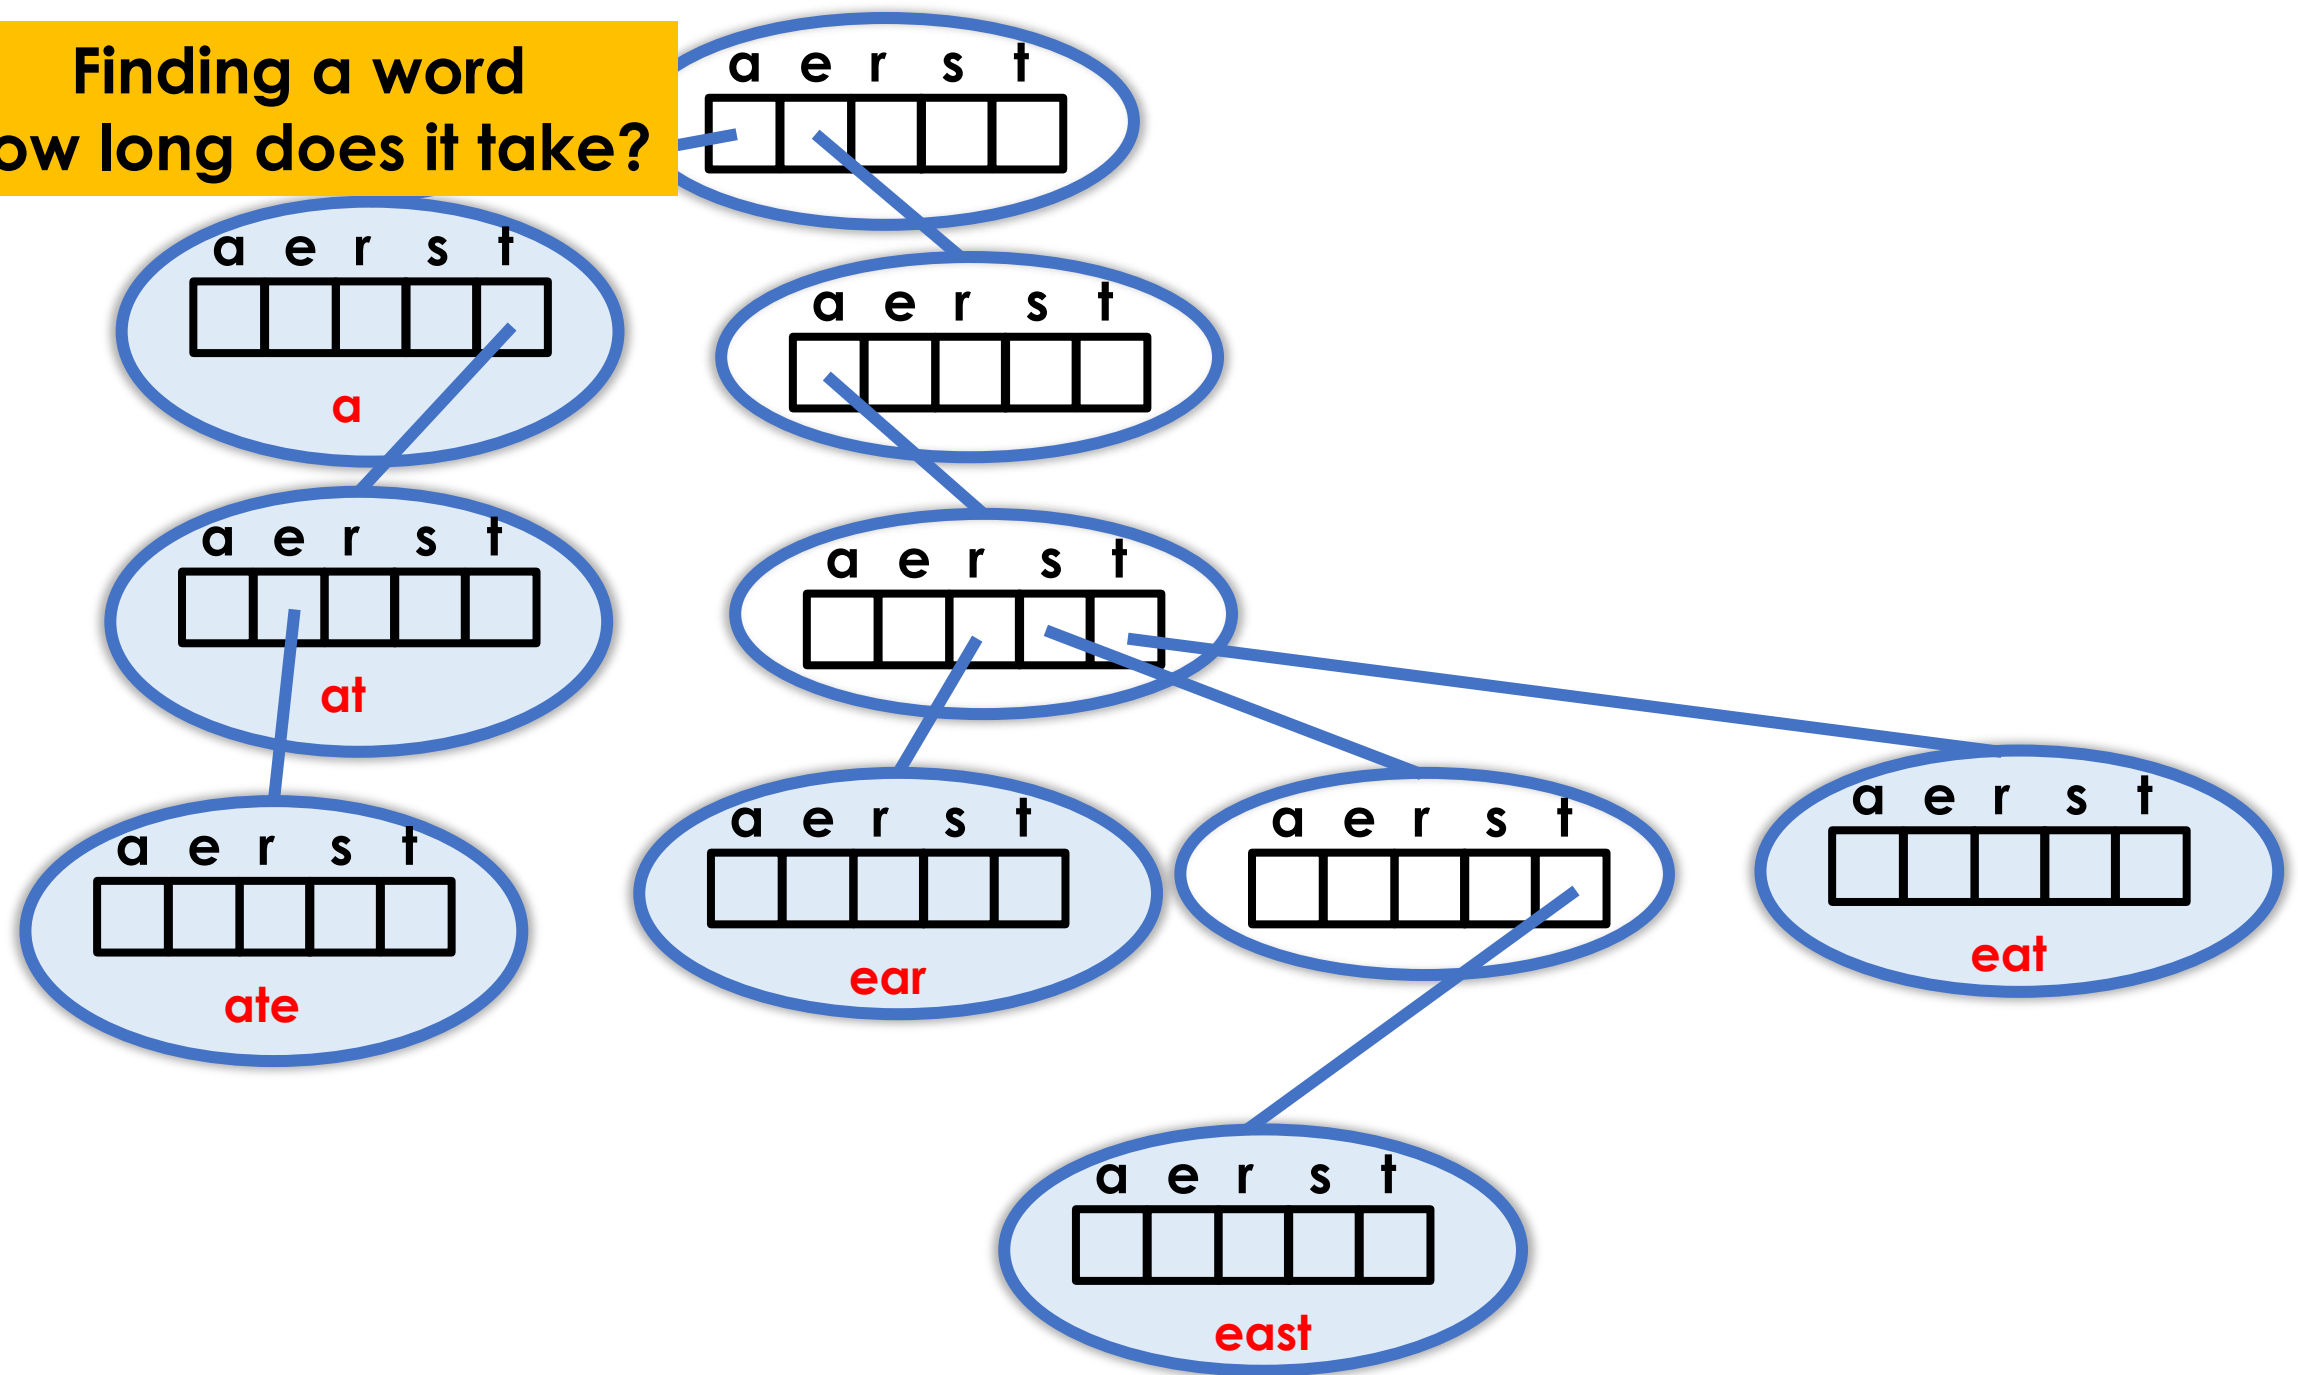 Finding a word
ow long does it take?
a e r s t
a e r s t
a
a e r s t
a e r s t
at
a e r s t
a e r s t
ate
a e r s t
ear
a e r s t
a e r s t
eat
a e r s t
east